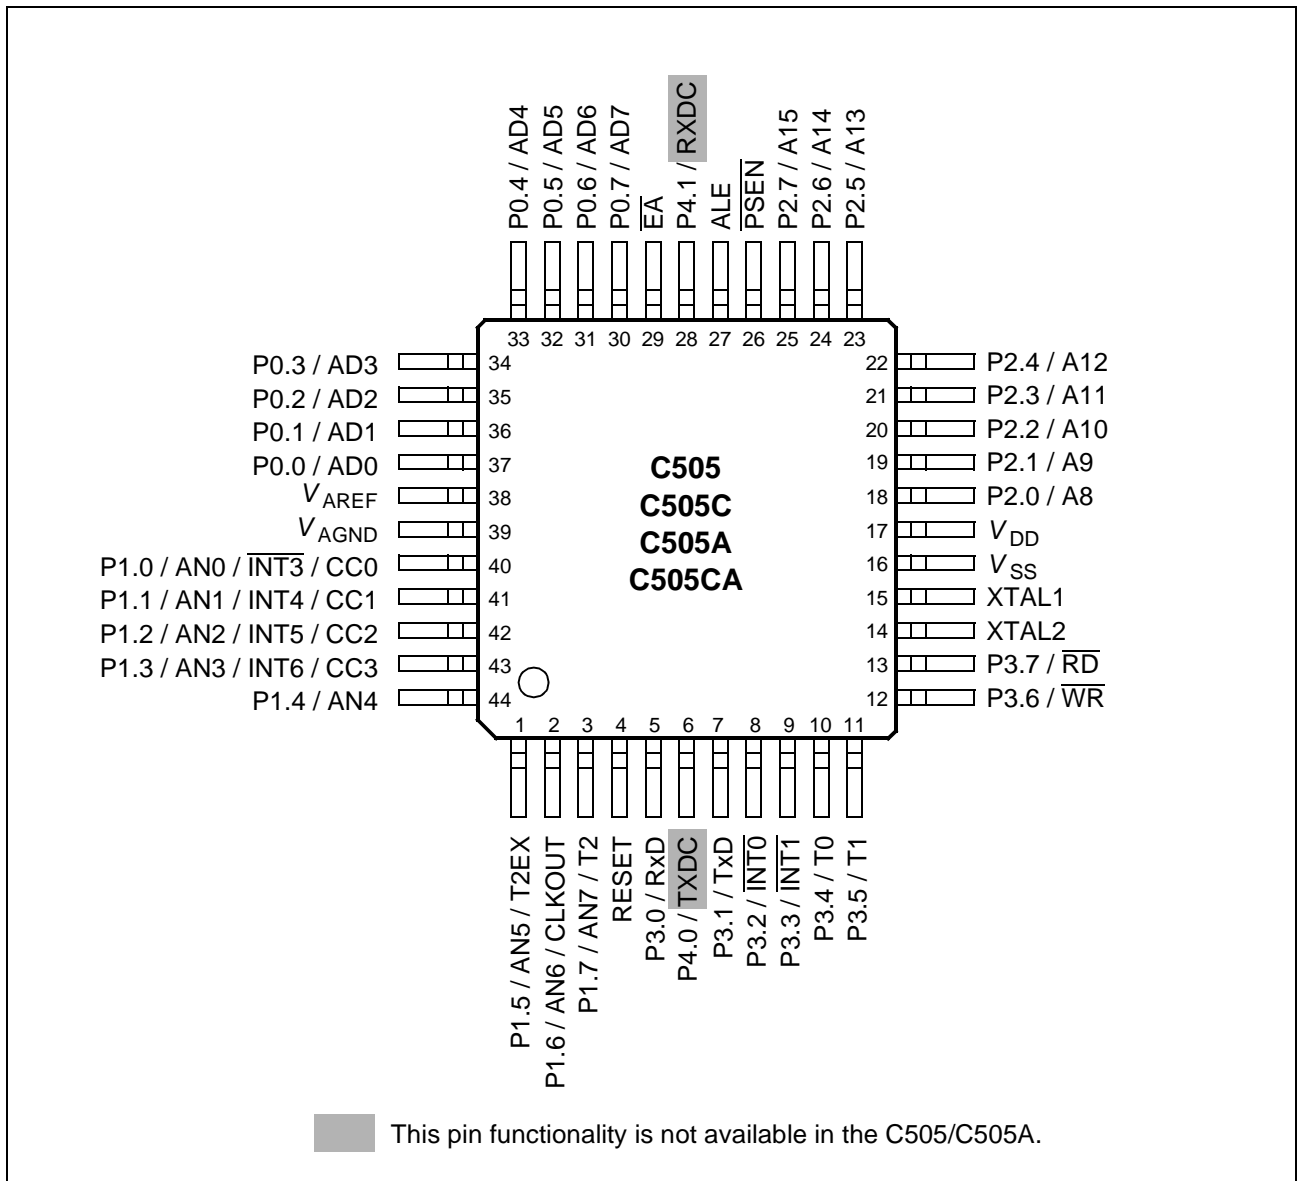 P0.4 / AD4
P0.5 / AD5
P0.6 / AD6
P0.7 / AD7
E̅A̅
P4.1 / RXDC
ALE
P̅S̅E̅N̅
P2.7 / A15
P2.6 / A14
P2.5 / A13
33 32 31 30 29 28 27 26 25 24 23
P0.3 / AD3 34
P0.2 / AD2 35
P0.1 / AD1 36
P0.0 / AD0 37
VAREF 38
VAGND 39
P1.0 / AN0 / I̅N̅T̅3̅ / CC0 40
P1.1 / AN1 / INT4 / CC1 41
P1.2 / AN2 / INT5 / CC2 42
P1.3 / AN3 / INT6 / CC3 43
P1.4 / AN4 44
C505
C505C
C505A
C505CA
22 P2.4 / A12
21 P2.3 / A11
20 P2.2 / A10
19 P2.1 / A9
18 P2.0 / A8
17 VDD
16 VSS
15 XTAL1
14 XTAL2
13 P3.7 / R̅D̅
12 P3.6 / W̅R̅
1 2 3 4 5 6 7 8 9 10 11
P1.5 / AN5 / T2EX
P1.6 / AN6 / CLKOUT
P1.7 / AN7 / T2
RESET
P3.0 / RxD
P4.0 / TXDC
P3.1 / TxD
P3.2 / I̅N̅T̅0̅
P3.3 / I̅N̅T̅1̅
P3.4 / T0
P3.5 / T1
This pin functionality is not available in the C505/C505A.